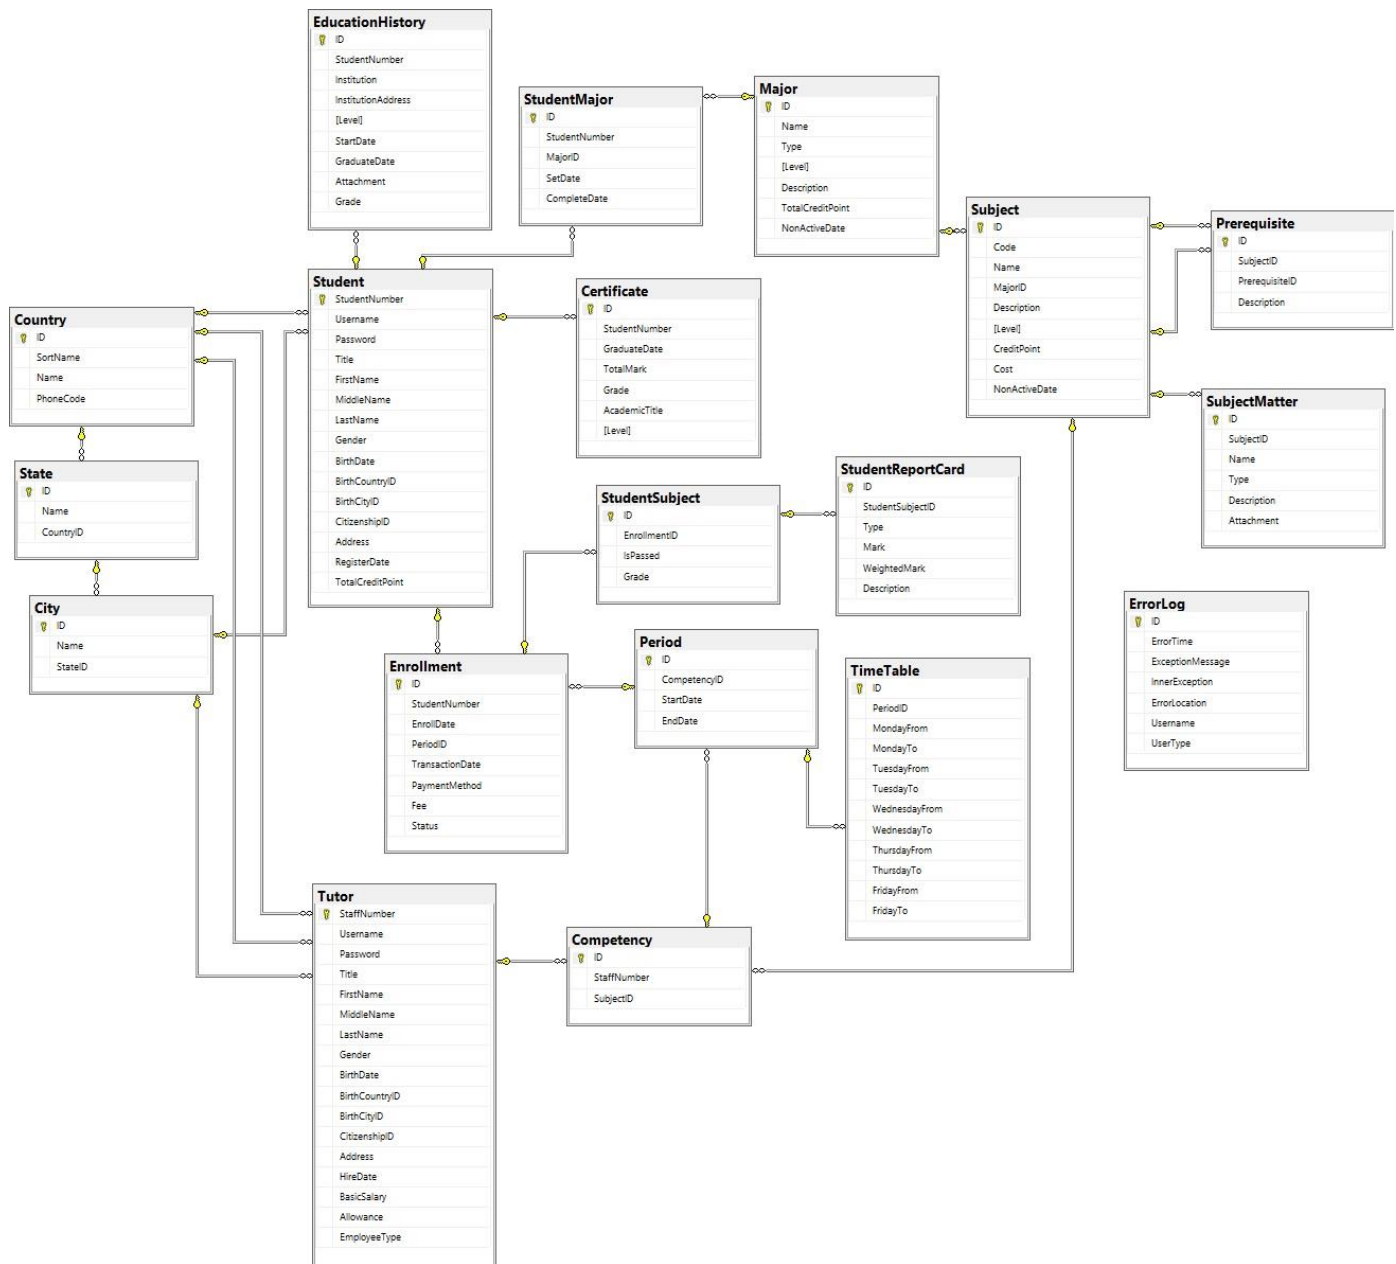 EducationHistory
ID
StudentNumber
Institution
InstitutionAddress
[Level]
StartDate
GraduateDate
Attachment
Grade
StudentMajor
ID
StudentNumber
MajorID
SetDate
CompleteDate
Major
ID
Name
Type
[Level]
Description
TotalCreditPoint
NonActiveDate
Subject
ID
Code
Name
MajorID
Description
[Level]
CreditPoint
Cost
NonActiveDate
Prerequisite
ID
SubjectID
PrerequisiteID
Description
Student
StudentNumber
Username
Password
Title
FirstName
MiddleName
LastName
Gender
BirthDate
BirthCountryID
BirthCityID
CitizenshipID
Address
RegisterDate
TotalCreditPoint
Certificate
ID
StudentNumber
GraduateDate
TotalMark
Grade
AcademicTitle
[Level]
Country
ID
SortName
Name
PhoneCode
SubjectMatter
ID
SubjectID
Name
Type
Description
Attachment
State
ID
Name
CountryID
StudentSubject
ID
EnrollmentID
IsPassed
Grade
StudentReportCard
ID
StudentSubjectID
Type
Mark
WeightedMark
Description
City
ID
Name
StateID
ErrorLog
ID
ErrorTime
ExceptionMessage
InnerException
ErrorLocation
Username
UserType
Enrollment
ID
StudentNumber
EnrollDate
PeriodID
TransactionDate
PaymentMethod
Fee
Status
Period
ID
CompetencyID
StartDate
EndDate
TimeTable
ID
PeriodID
MondayFrom
MondayTo
TuesdayFrom
TuesdayTo
WednesdayFrom
WednesdayTo
ThursdayFrom
ThursdayTo
FridayFrom
FridayTo
Tutor
StaffNumber
Username
Password
Title
FirstName
MiddleName
LastName
Gender
BirthDate
BirthCountryID
BirthCityID
CitizenshipID
Address
HireDate
BasicSalary
Allowance
EmployeeType
Competency
ID
StaffNumber
SubjectID